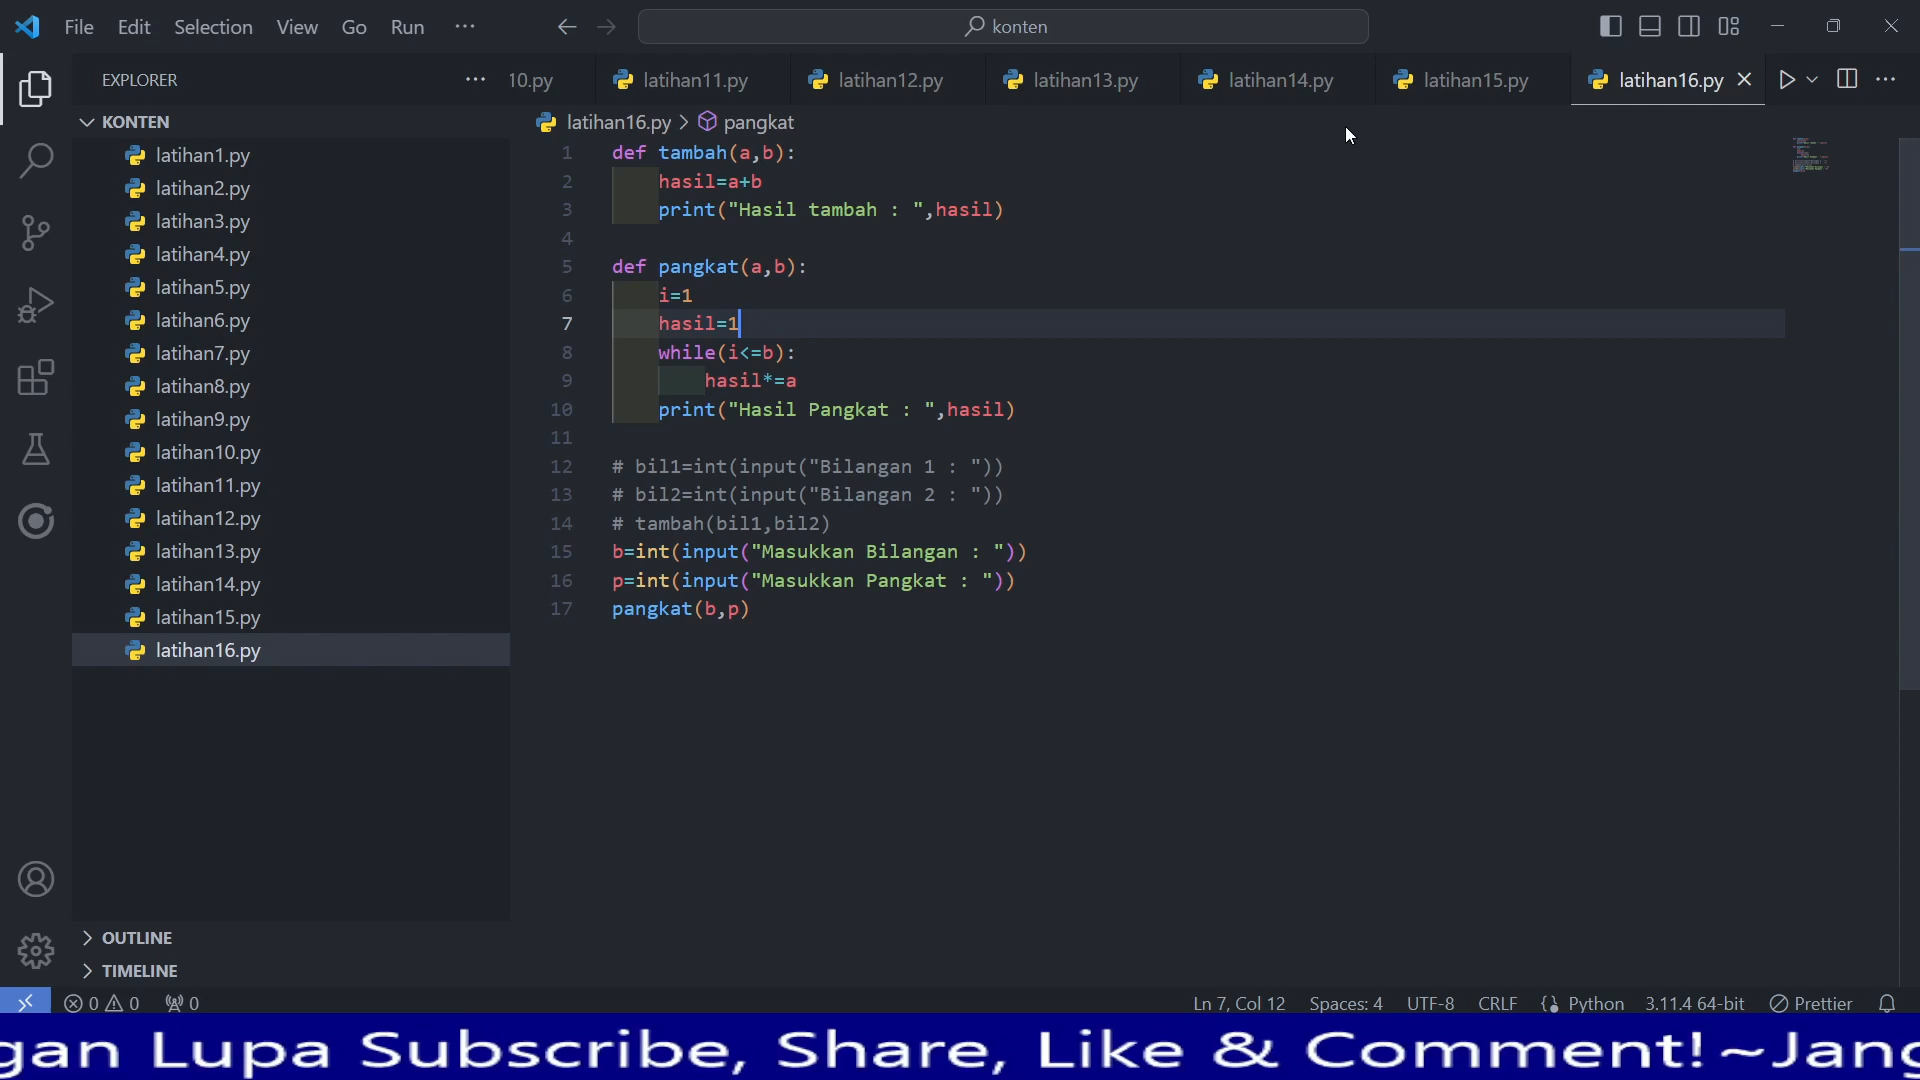 File Edit Selection View Go Run ··· konten
EXPLORER ··· 10.py latihan11.py latihan12.py latihan13.py latihan14.py latihan15.py latihan16.py
KONTEN
latihan1.py
latihan2.py
latihan3.py
latihan4.py
latihan5.py
latihan6.py
latihan7.py
latihan8.py
latihan9.py
latihan10.py
latihan11.py
latihan12.py
latihan13.py
latihan14.py
latihan15.py
latihan16.py
OUTLINE
TIMELINE
latihan16.py > pangkat
1 def tambah(a,b):
2 hasil=a+b
3 print("Hasil tambah : ",hasil)
4
5 def pangkat(a,b):
6 i=1
7 hasil=1
8 while(i<=b):
9 hasil*=a
10 print("Hasil Pangkat : ",hasil)
11
12 # bil1=int(input("Bilangan 1 : "))
13 # bil2=int(input("Bilangan 2 : "))
14 # tambah(bil1,bil2)
15 b=int(input("Masukkan Bilangan : "))
16 p=int(input("Masukkan Pangkat : "))
17 pangkat(b,p)
0 0 0 Ln 7, Col 12 Spaces: 4 UTF-8 CRLF Python 3.11.4 64-bit Prettier
gan Lupa Subscribe, Share, Like & Comment! ~Jang